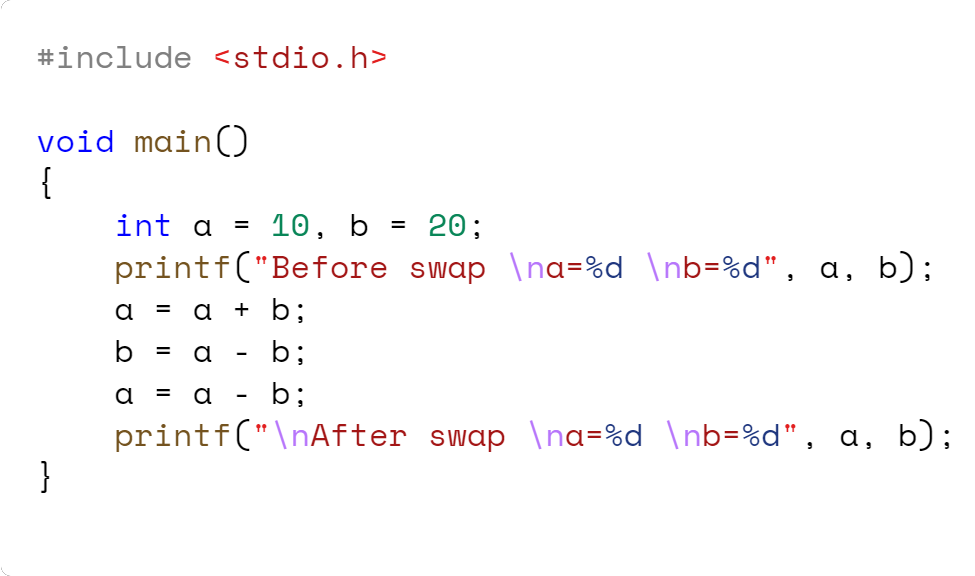 #include <stdio.h>

void main()
{
    int a = 10, b = 20;
    printf("Before swap \na=%d \nb=%d", a, b);
    a = a + b;
    b = a - b;
    a = a - b;
    printf("\nAfter swap \na=%d \nb=%d", a, b);
}